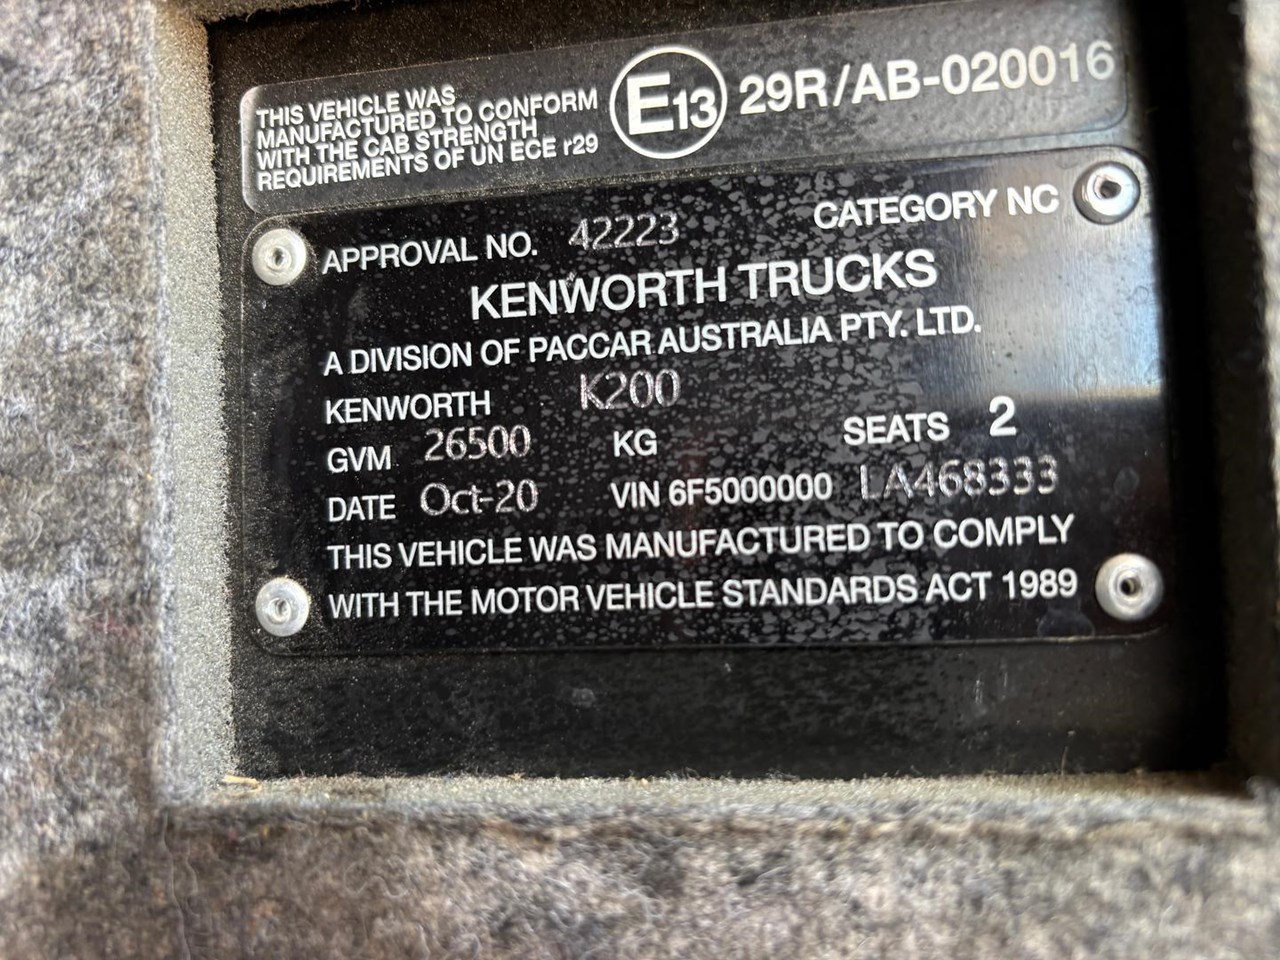 THIS VEHICLE WAS
MANUFACTURED TO CONFORM
WITH THE CAB STRENGTH
REQUIREMENTS OF UN ECE r29
E13 29R/AB-020016
APPROVAL NO. 42223 CATEGORY NC
KENWORTH TRUCKS
A DIVISION OF PACCAR AUSTRALIA PTY. LTD.
KENWORTH K200
GVM 26500 KG SEATS 2
DATE Oct-20 VIN 6F5000000 LA468333
THIS VEHICLE WAS MANUFACTURED TO COMPLY
WITH THE MOTOR VEHICLE STANDARDS ACT 1989